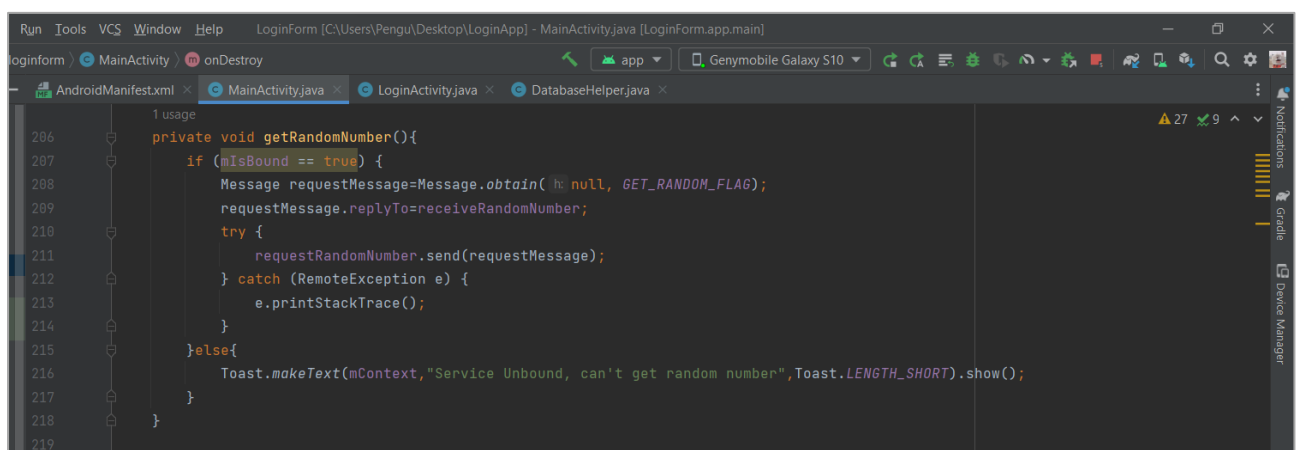 Run Tools VCS Window Help LoginForm [C:\Users\Pengu\Desktop\LoginApp] - MainActivity.java [LoginForm.app.main]
loginform MainActivity onDestroy app Genymobile Galaxy S10
AndroidManifest.xml MainActivity.java LoginActivity.java DatabaseHelper.java
1 usage 27 9
206 private void getRandomNumber(){
207 if (mIsBound == true) {
208 Message requestMessage=Message.obtain( h: null, GET_RANDOM_FLAG);
209 requestMessage.replyTo=receiveRandomNumber;
210 try {
211 requestRandomNumber.send(requestMessage);
212 } catch (RemoteException e) {
213 e.printStackTrace();
214 }
215 }else{
216 Toast.makeText(mContext,"Service Unbound, can't get random number",Toast.LENGTH_SHORT).show();
217 }
218 }
219
Notifications
Gradle
Device Manager